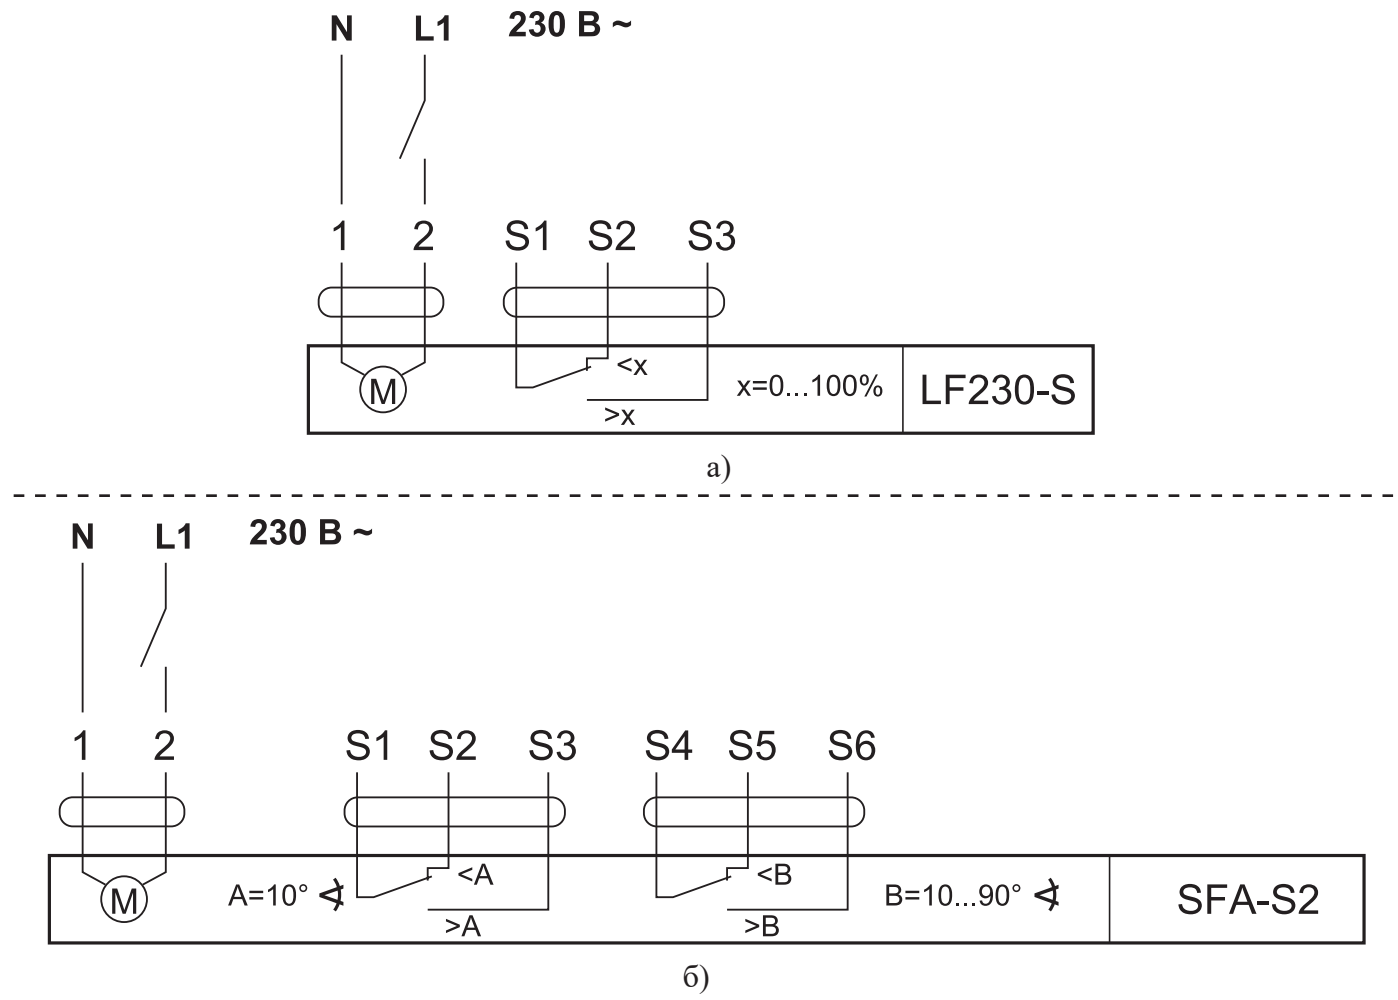 N L1 230 В ~
1 2 S1 S2 S3
M <x >x x=0...100% LF230-S
а)
N L1 230 В ~
1 2 S1 S2 S3 S4 S5 S6
M A=10° ∢ <A >A <B >B B=10...90° ∢ SFA-S2
б)